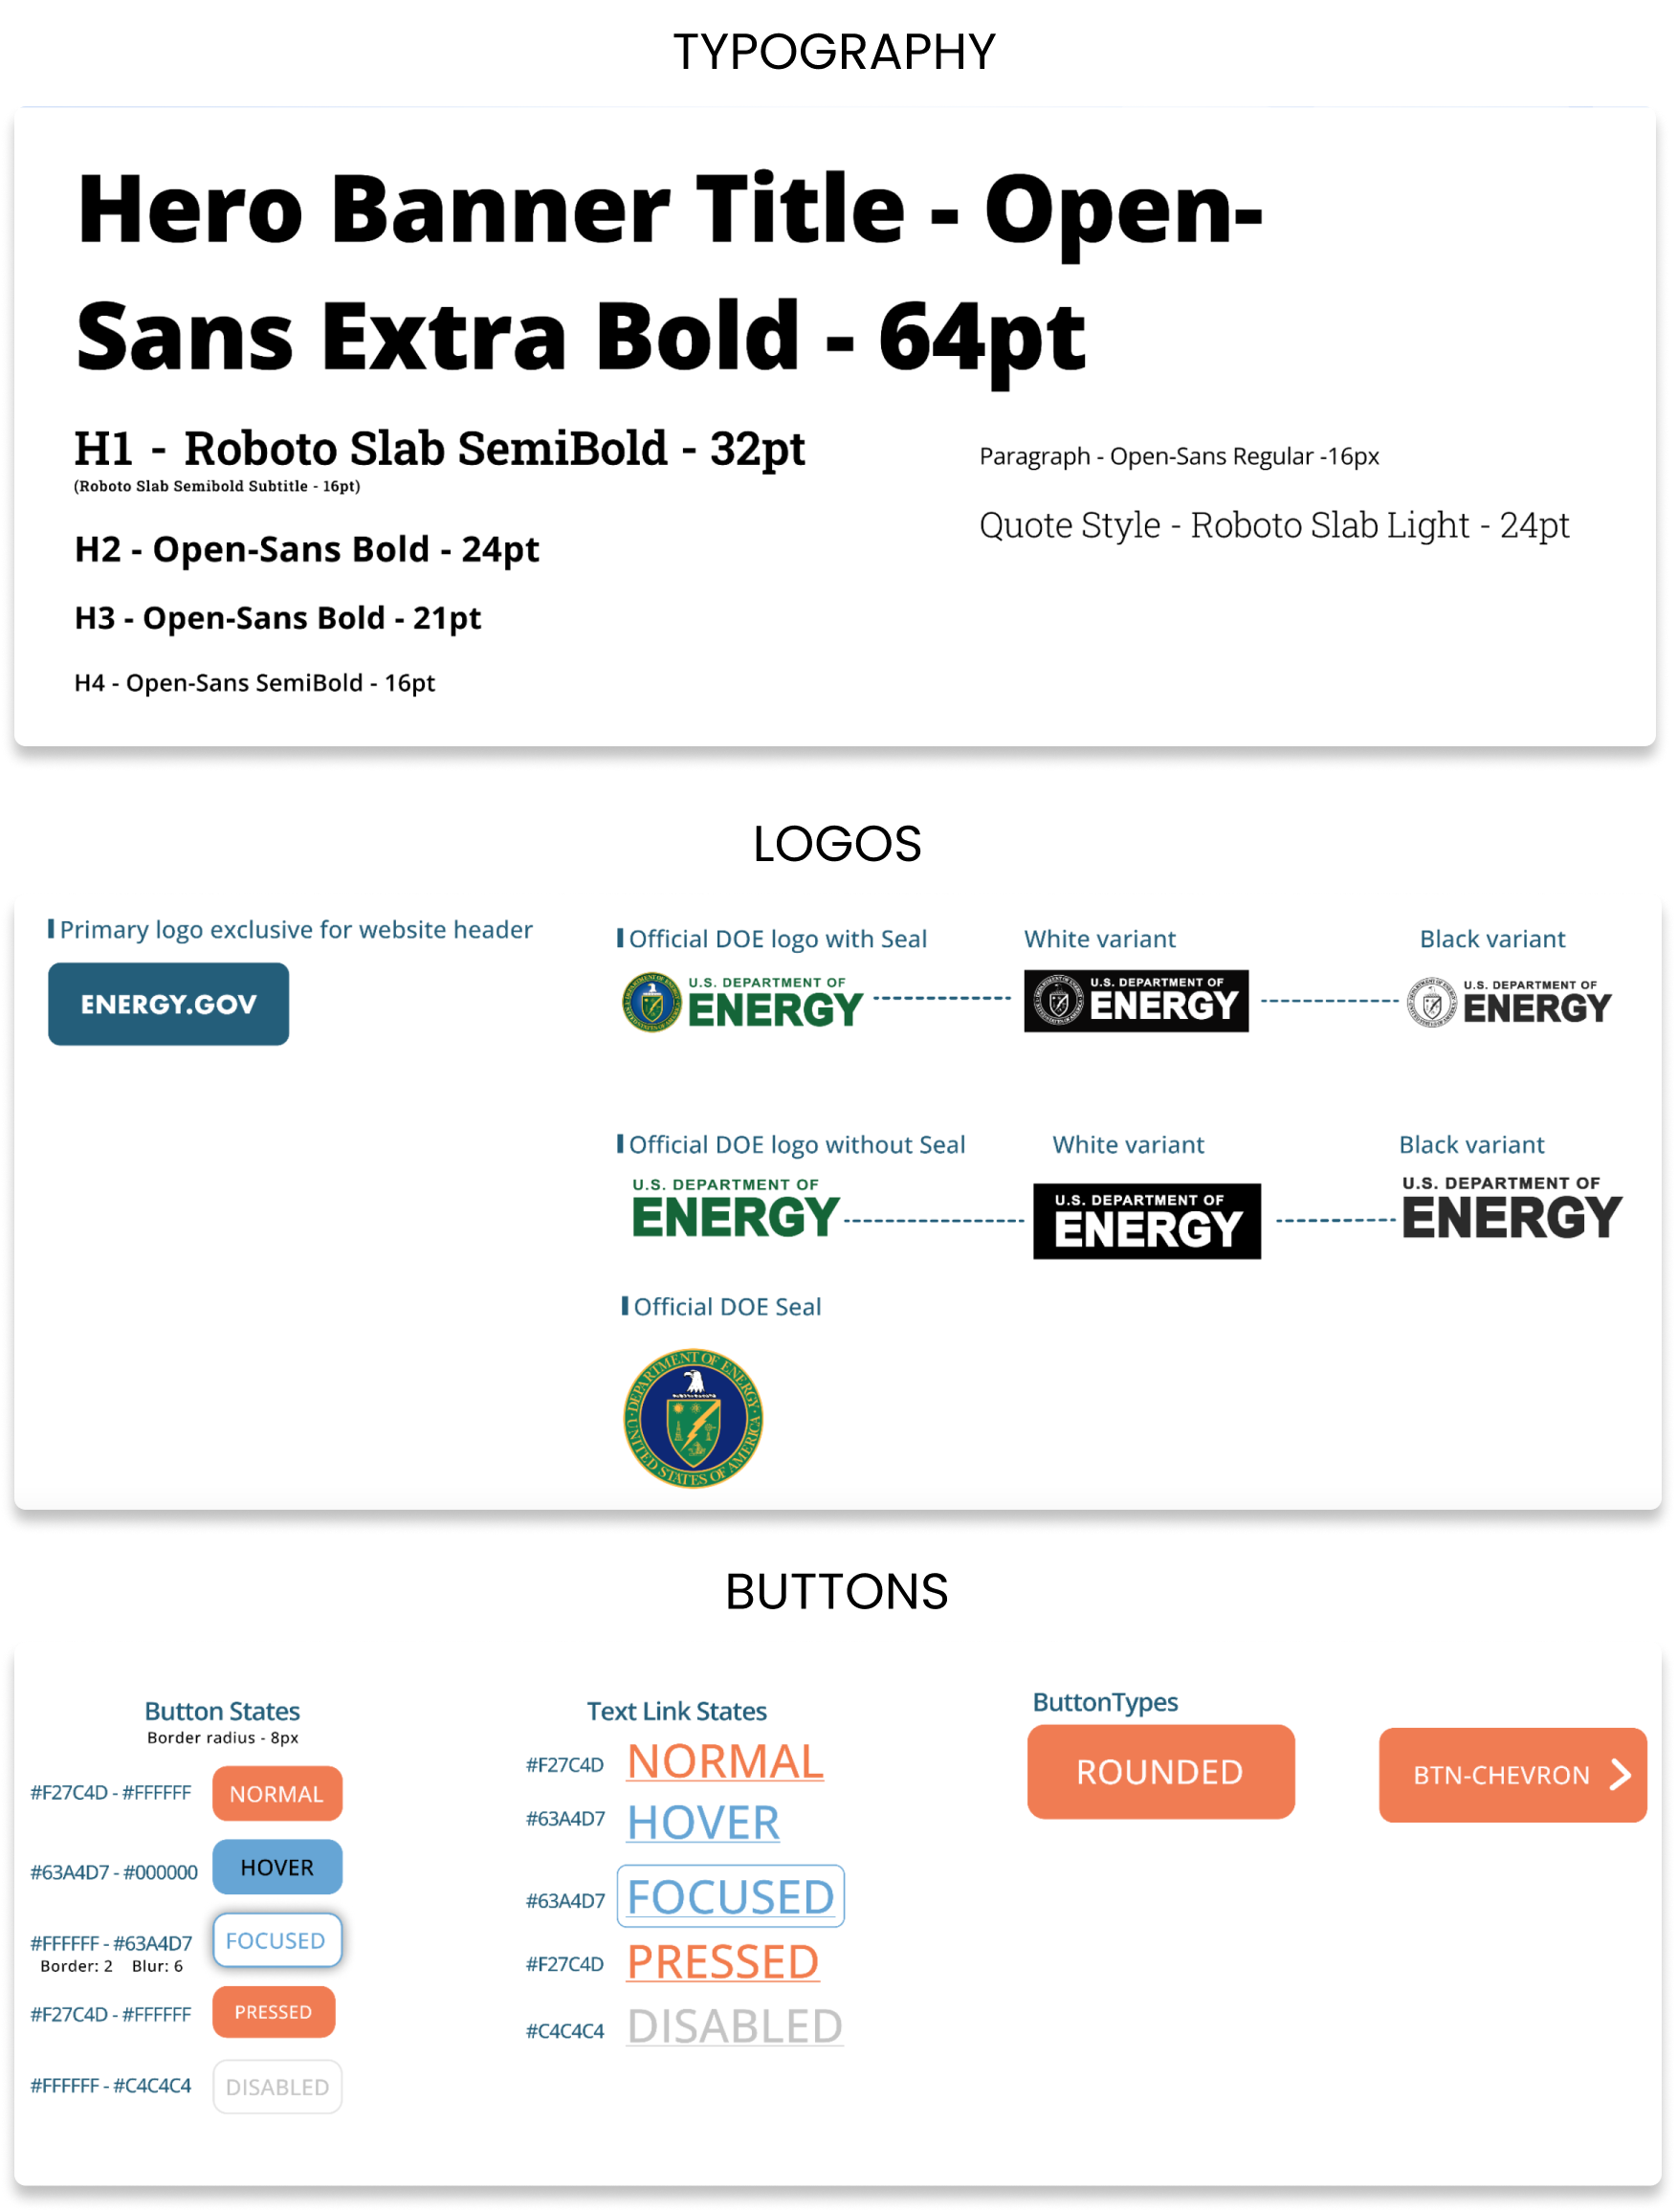 TYPOGRAPHY
Hero Banner Title - Open-
Sans Extra Bold - 64pt
H1 - Roboto Slab SemiBold - 32pt
(Roboto Slab Semibold Subtitle - 16pt)
H2 - Open-Sans Bold - 24pt
H3 - Open-Sans Bold - 21pt
H4 - Open-Sans SemiBold - 16pt
Paragraph - Open-Sans Regular -16px
Quote Style - Roboto Slab Light - 24pt
LOGOS
Primary logo exclusive for website header
ENERGY.GOV
Official DOE logo with Seal
U.S. DEPARTMENT OF
ENERGY
White variant
U.S. DEPARTMENT OF
ENERGY
Black variant
U.S. DEPARTMENT OF
ENERGY
Official DOE logo without Seal
U.S. DEPARTMENT OF
ENERGY
White variant
U.S. DEPARTMENT OF
ENERGY
Black variant
U.S. DEPARTMENT OF
ENERGY
Official DOE Seal
DEPARTMENT OF ENERGY
UNITED STATES OF AMERICA
BUTTONS
Button States
Border radius - 8px
#F27C4D - #FFFFFF NORMAL
#63A4D7 - #000000 HOVER
#FFFFFF - #63A4D7 FOCUSED
Border: 2 Blur: 6
#F27C4D - #FFFFFF PRESSED
#FFFFFF - #C4C4C4 DISABLED
Text Link States
#F27C4D NORMAL
#63A4D7 HOVER
#63A4D7 FOCUSED
#F27C4D PRESSED
#C4C4C4 DISABLED
ButtonTypes
ROUNDED
BTN-CHEVRON